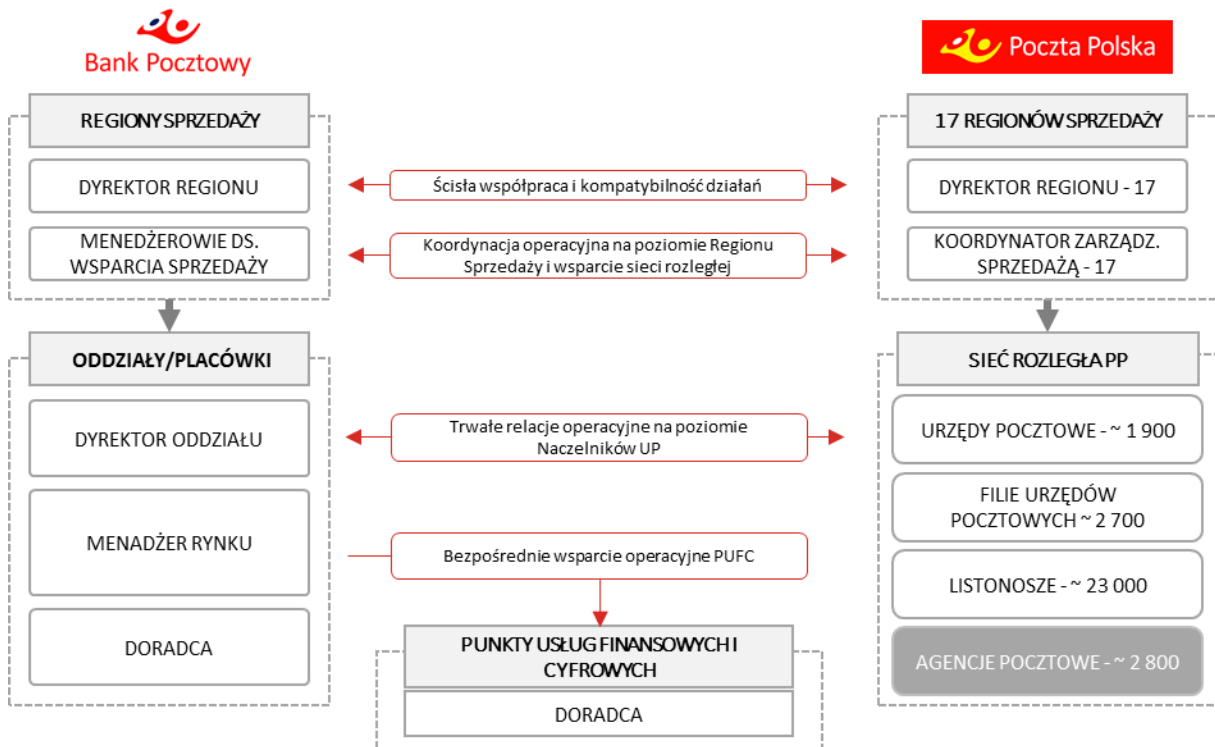 Bank Pocztowy
Poczta Polska
REGIONY SPRZEDAŻY
17 REGIONÓW SPRZEDAŻY
DYREKTOR REGIONU
Ścisła współpraca i kompatybilność działań
DYREKTOR REGIONU - 17
MENEDŻEROWIE DS.
WSPARCIA SPRZEDAŻY
Koordynacja operacyjna na poziomie Regionu
Sprzedaży i wsparcie sieci rozległej
KOORDYNATOR ZARZĄDZ.
SPRZEDAŻĄ - 17
ODDZIAŁY/PLACÓWKI
SIEĆ ROZLEGŁA PP
DYREKTOR ODDZIAŁU
Trwałe relacje operacyjne na poziomie
Naczelników UP
URZĘDY POCZTOWE - ~ 1 900
FILIE URZĘDÓW
POCZTOWYCH ~ 2 700
MENADŻER RYNKU
Bezpośrednie wsparcie operacyjne PUFC
LISTONOSZE - ~ 23 000
DORADCA
PUNKTY USŁUG FINANSOWYCH I
CYFROWYCH
AGENCJE POCZTOWE - ~ 2 800
DORADCA